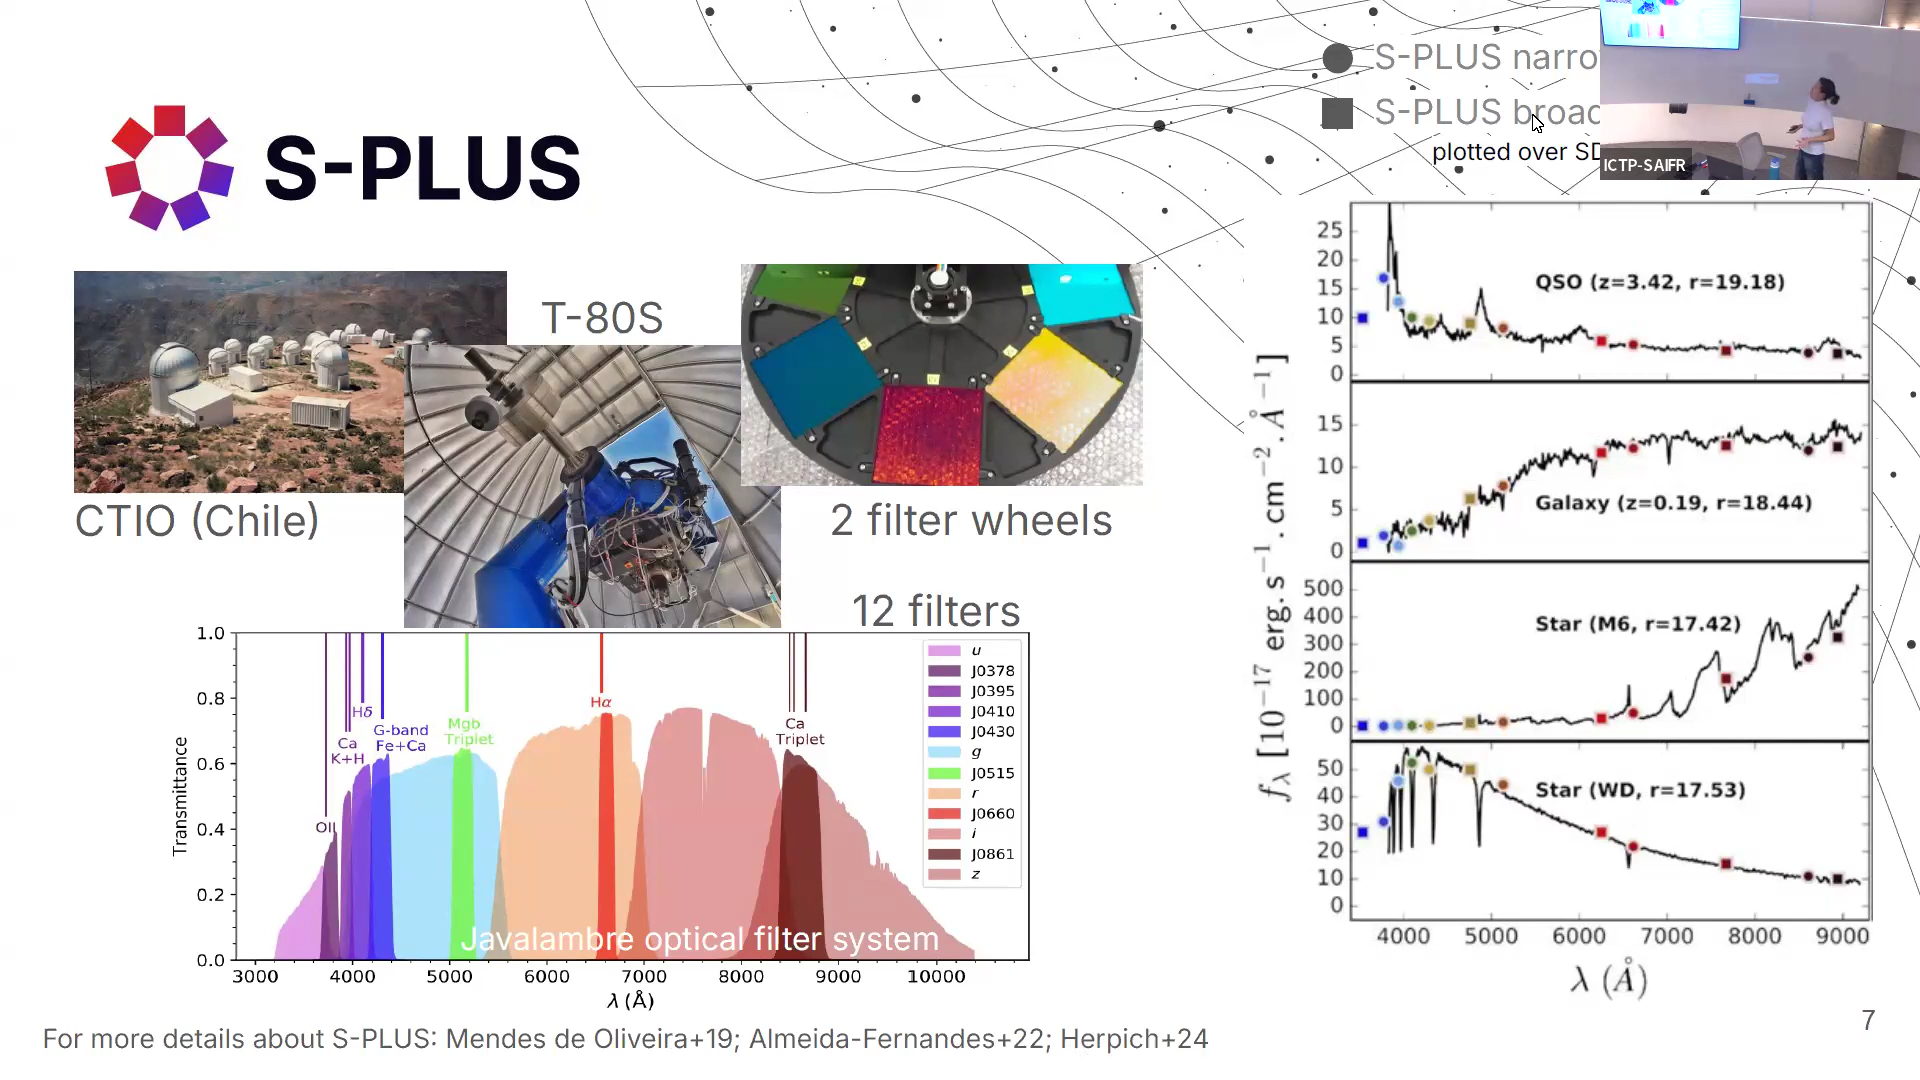 S-PLUS
S-PLUS narro
S-PLUS broad
plotted over SD
ICTP-SAIFR
T-80S
CTIO (Chile)
2 filter wheels
12 filters
1.0
0.8
0.6
0.4
0.2
0.0
Transmittance
OII
Ca
K+H
Hδ
G-band
Fe+Ca
Mgb
Triplet
Hα
Ca
Triplet
u
J0378
J0395
J0410
J0430
g
J0515
r
J0660
i
J0861
z
Javalambre optical filter system
3000 4000 5000 6000 7000 8000 9000 10000
λ (Å)
fλ [10−17 erg.s−1.cm−2.Å−1]
25
20
15
10
5
0
QSO (z=3.42, r=19.18)
15
10
5
0
Galaxy (z=0.19, r=18.44)
500
400
300
200
100
0
Star (M6, r=17.42)
50
40
30
20
10
0
Star (WD, r=17.53)
4000 5000 6000 7000 8000 9000
λ (Å)
For more details about S-PLUS: Mendes de Oliveira+19; Almeida-Fernandes+22; Herpich+24
7